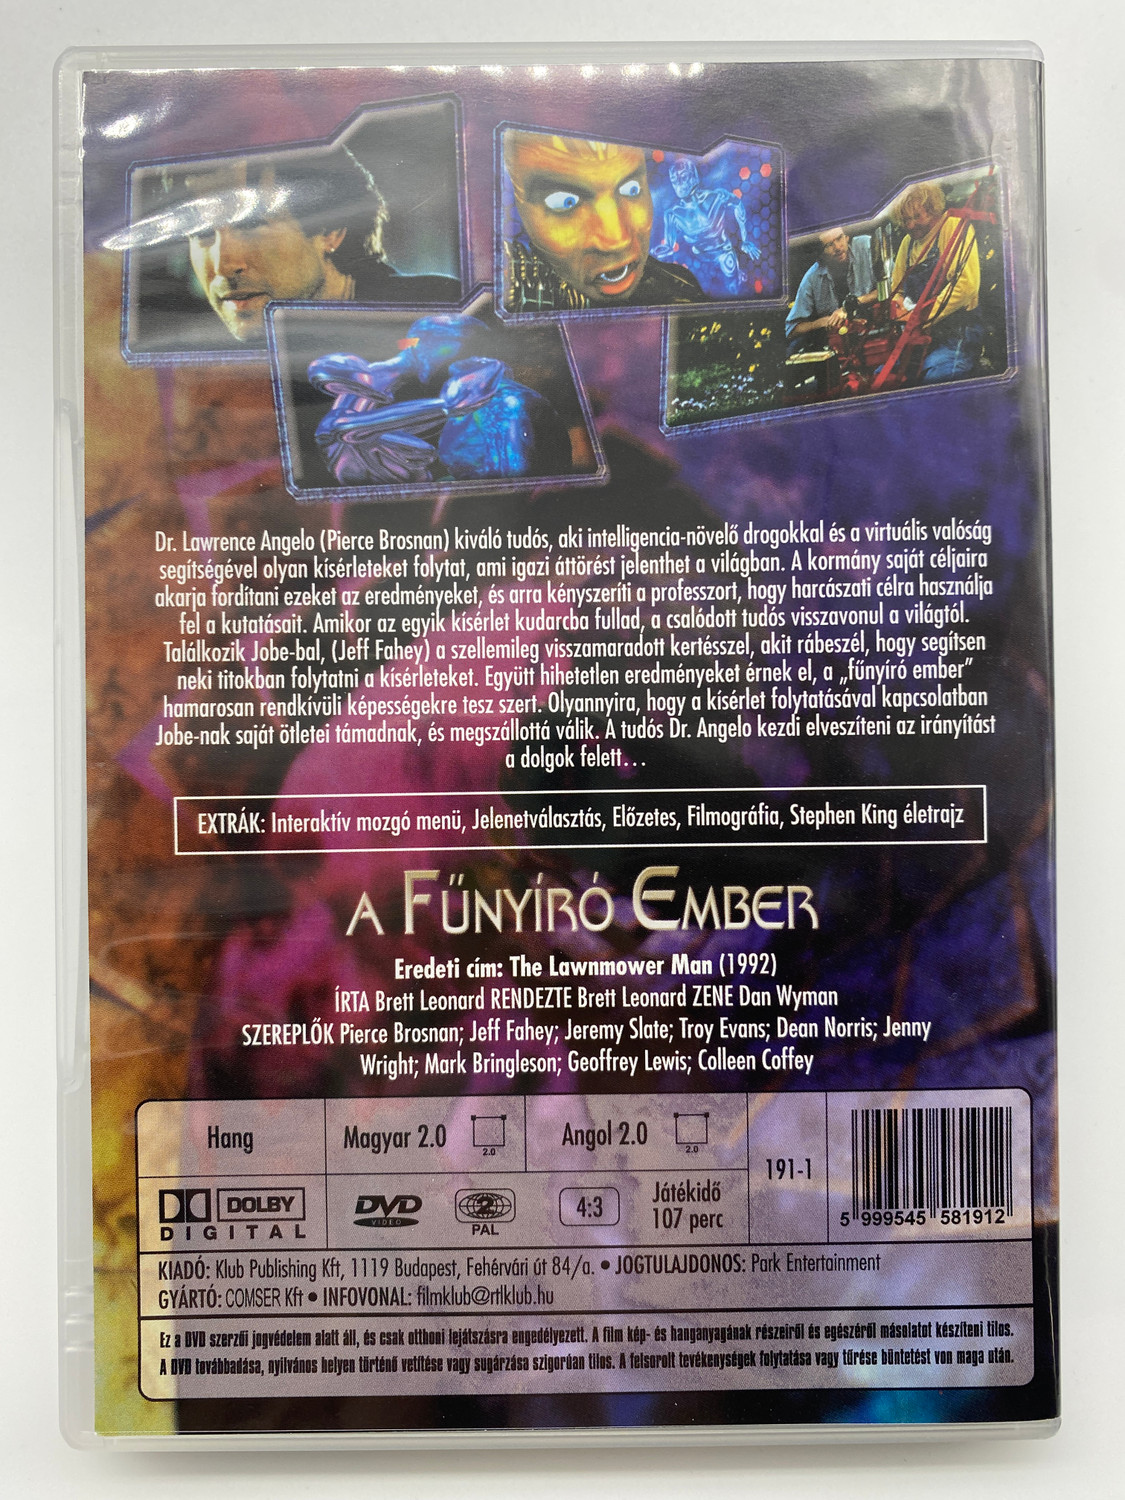 Dr. Lawrence Angelo (Pierce Brosnan) kiváló tudós, aki intelligencia-növelő drogokkal és a virtuális valóság
segítségével olyan kísérleteket folytat, ami igazi áttörést jelenthet a világban. A kormány saját céljaira
akarja fordítani ezeket az eredményeket, és arra kényszeríti a professzort, hogy harcászati célra használja
fel a kutatásait. Amikor az egyik kísérlet kudarcba fullad, a csalódott tudós visszavonul a világtól.
Találkozik Jobe-bal, (Jeff Fahey) a szellemileg visszamaradott kertésszel, akit rábeszél, hogy segítsen
neki titokban folytatni a kísérleteket. Együtt hihetetlen eredményeket érnek el, a „fűnyíró ember”
hamarosan rendkívüli képességekre tesz szert. Olyannyira, hogy a kísérlet folytatásával kapcsolatban
Jobe-nak saját ötletei támadnak, és megszállottá válik. A tudós Dr. Angelo kezdi elveszíteni az irányítást
a dolgok felett...
EXTRÁK: Interaktív mozgó menü, Jelenetválasztás, Előzetes, Filmográfia, Stephen King életrajz
A FŰNYÍRÓ EMBER
Eredeti cím: The Lawnmower Man (1992)
ÍRTA Brett Leonard RENDEZTE Brett Leonard ZENE Dan Wyman
SZEREPLŐK Pierce Brosnan; Jeff Fahey; Jeremy Slate; Troy Evans; Dean Norris; Jenny
Wright; Mark Bringleson; Geoffrey Lewis; Colleen Coffey
Hang Magyar 2.0 2.0 Angol 2.0 2.0
191-1
DOLBY
DIGITAL
DVD
VIDEO
2
PAL
4:3
Játékidő
107 perc
5 999545 581912
KIADÓ: Klub Publishing Kft, 1119 Budapest, Fehérvári út 84/a. • JOGTULAJDONOS: Park Entertainment
GYÁRTÓ: COMSER Kft • INFOVONAL: filmklub@rtlklub.hu
Ez a DVD szerzői jogvédelem alatt áll, és csak otthoni lejátszásra engedélyezett. A film kép- és hanganyagának részeiről és egészéről másolatot készíteni tilos.
A DVD továbbadása, nyilvános helyen történő vetítése vagy sugárzása szigorúan tilos. A felsorolt tevékenységek folytatása vagy tűrése büntetést von maga után.